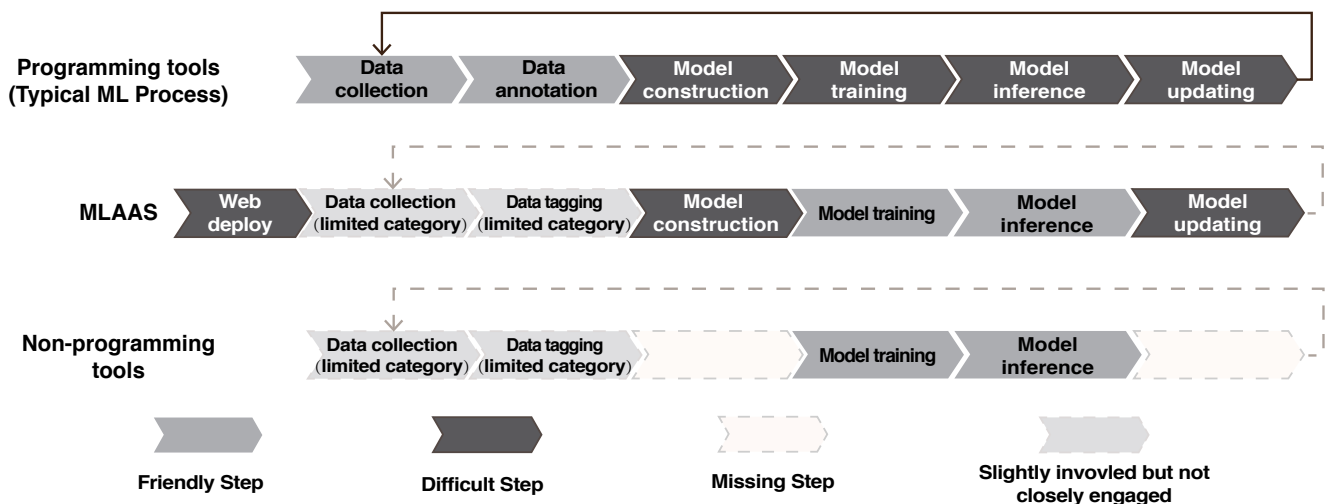 Programming tools
(Typical ML Process)
Data
collection
Data
annotation
Model
construction
Model
training
Model
inference
Model
updating
MLAAS
Web
deploy
Data collection
(limited category)
Data tagging
(limited category)
Model
construction
Model training
Model
inference
Model
updating
Non-programming
tools
Data collection
(limited category)
Data tagging
(limited category)
Model training
Model
inference
Friendly Step
Difficult Step
Missing Step
Slightly invovled but not
closely engaged